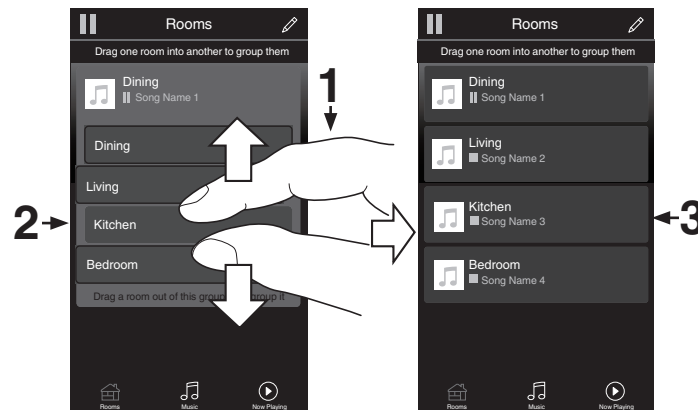 Rooms
Drag one room into another to group them
Dining
Song Name 1
Dining
Living
Kitchen
Bedroom
Drag a room out of this group it
Rooms
Music
Now Playing
1
2
Rooms
Drag one room into another to group them
Dining
Song Name 1
Living
Song Name 2
Kitchen
Song Name 3
Bedroom
Song Name 4
Rooms
Music
Now Playing
3